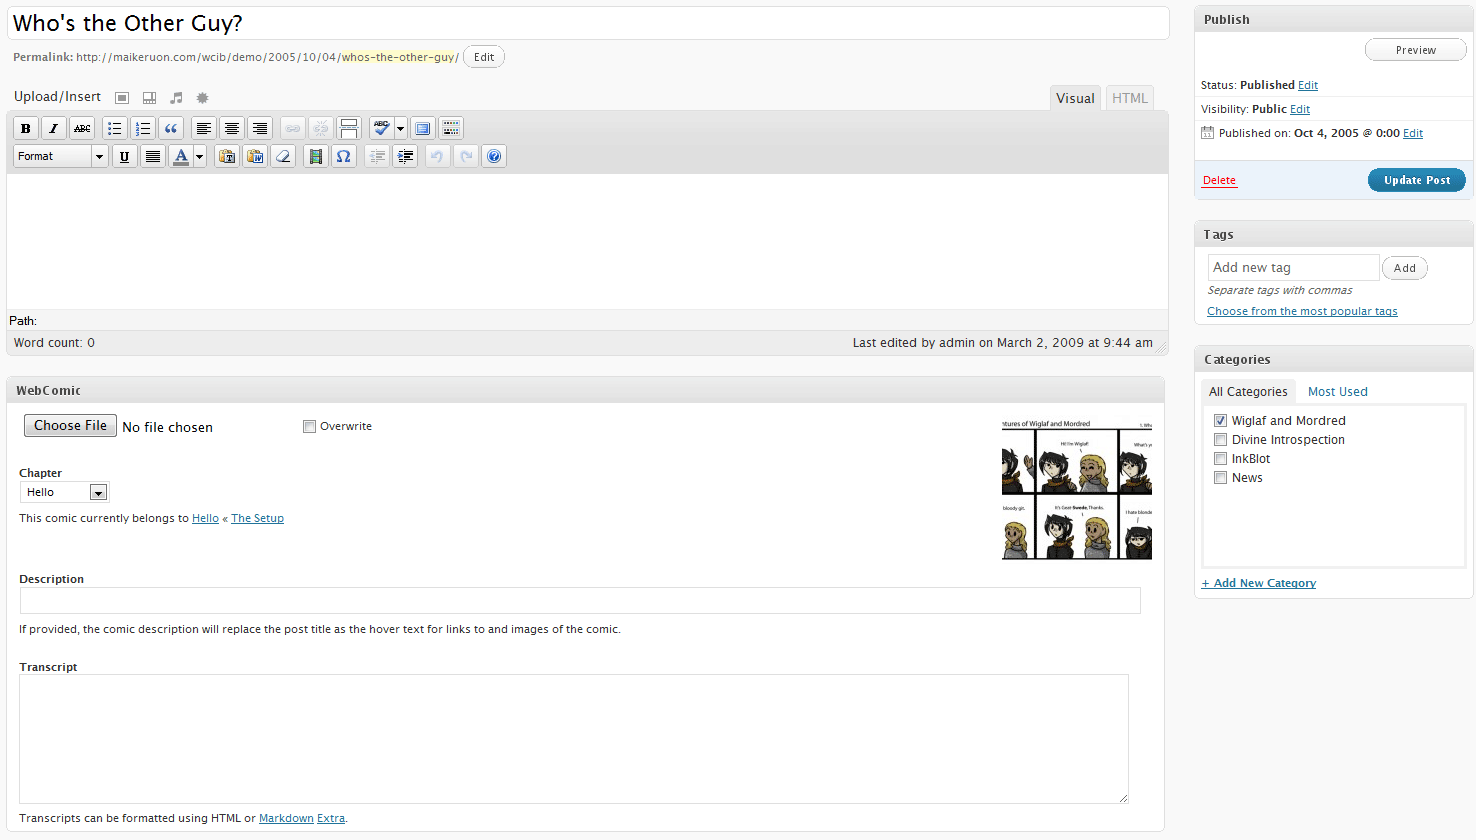 Who's the Other Guy?
Permalink: http://maikeruon.com/wcib/demo/2005/10/04/whos-the-other-guy/ Edit
Upload/Insert
Visual HTML
B I ABC ABC
Format U A
Path:
Word count: 0 Last edited by admin on March 2, 2009 at 9:44 am
WebComic
Choose File No file chosen Overwrite
ntures of Wiglaf and Mordred
Hi! I'm Wiglaf!
bloody git.
It's Geat-Swede, Thanks.
I hate blonde
Chapter
Hello
This comic currently belongs to Hello « The Setup
Description
If provided, the comic description will replace the post title as the hover text for links to and images of the comic.
Transcript
Transcripts can be formatted using HTML or Markdown Extra.
Publish
Preview
Status: Published Edit
Visibility: Public Edit
Published on: Oct 4, 2005 @ 0:00 Edit
Delete Update Post
Tags
Add new tag Add
Separate tags with commas
Choose from the most popular tags
Categories
All Categories Most Used
Wiglaf and Mordred
Divine Introspection
InkBlot
News
+ Add New Category